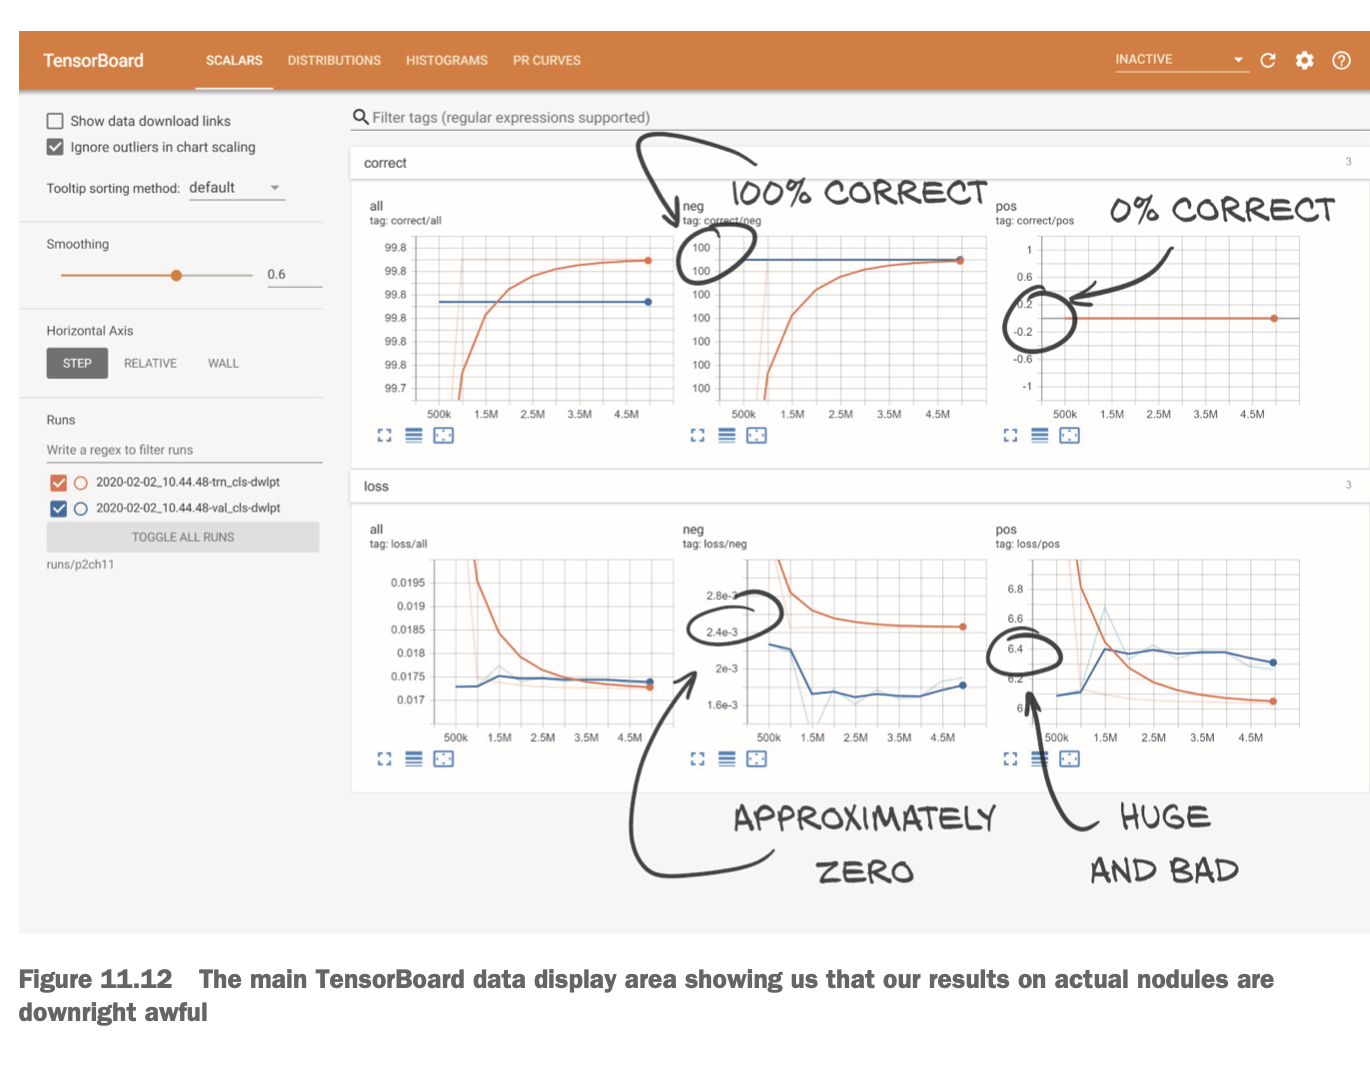 TensorBoard SCALARS DISTRIBUTIONS HISTOGRAMS PR CURVES INACTIVE
Show data download links
Ignore outliers in chart scaling
Tooltip sorting method: default
Smoothing
0.6
Horizontal Axis
STEP RELATIVE WALL
Runs
Write a regex to filter runs
2020-02-02_10.44.48-trn_cls-dwlpt
2020-02-02_10.44.48-val_cls-dwlpt
TOGGLE ALL RUNS
runs/p2ch11
Filter tags (regular expressions supported)
correct 3
all
tag: correct/all
99.8
99.8
99.8
99.8
99.8
99.8
99.7
500k 1.5M 2.5M 3.5M 4.5M
100% CORRECT
neg
tag: correct/neg
100
100
100
100
100
100
100
500k 1.5M 2.5M 3.5M 4.5M
0% CORRECT
pos
tag: correct/pos
1
0.6
0.2
-0.2
-0.6
-1
500k 1.5M 2.5M 3.5M 4.5M
loss 3
all
tag: loss/all
0.0195
0.019
0.0185
0.018
0.0175
0.017
500k 1.5M 2.5M 3.5M 4.5M
neg
tag: loss/neg
2.8e-3
2.4e-3
2e-3
1.6e-3
500k 1.5M 2.5M 3.5M 4.5M
pos
tag: loss/pos
6.8
6.6
6.4
6.2
6
500k 1.5M 2.5M 3.5M 4.5M
APPROXIMATELY
ZERO
HUGE
AND BAD
Figure 11.12 The main TensorBoard data display area showing us that our results on actual nodules are
downright awful